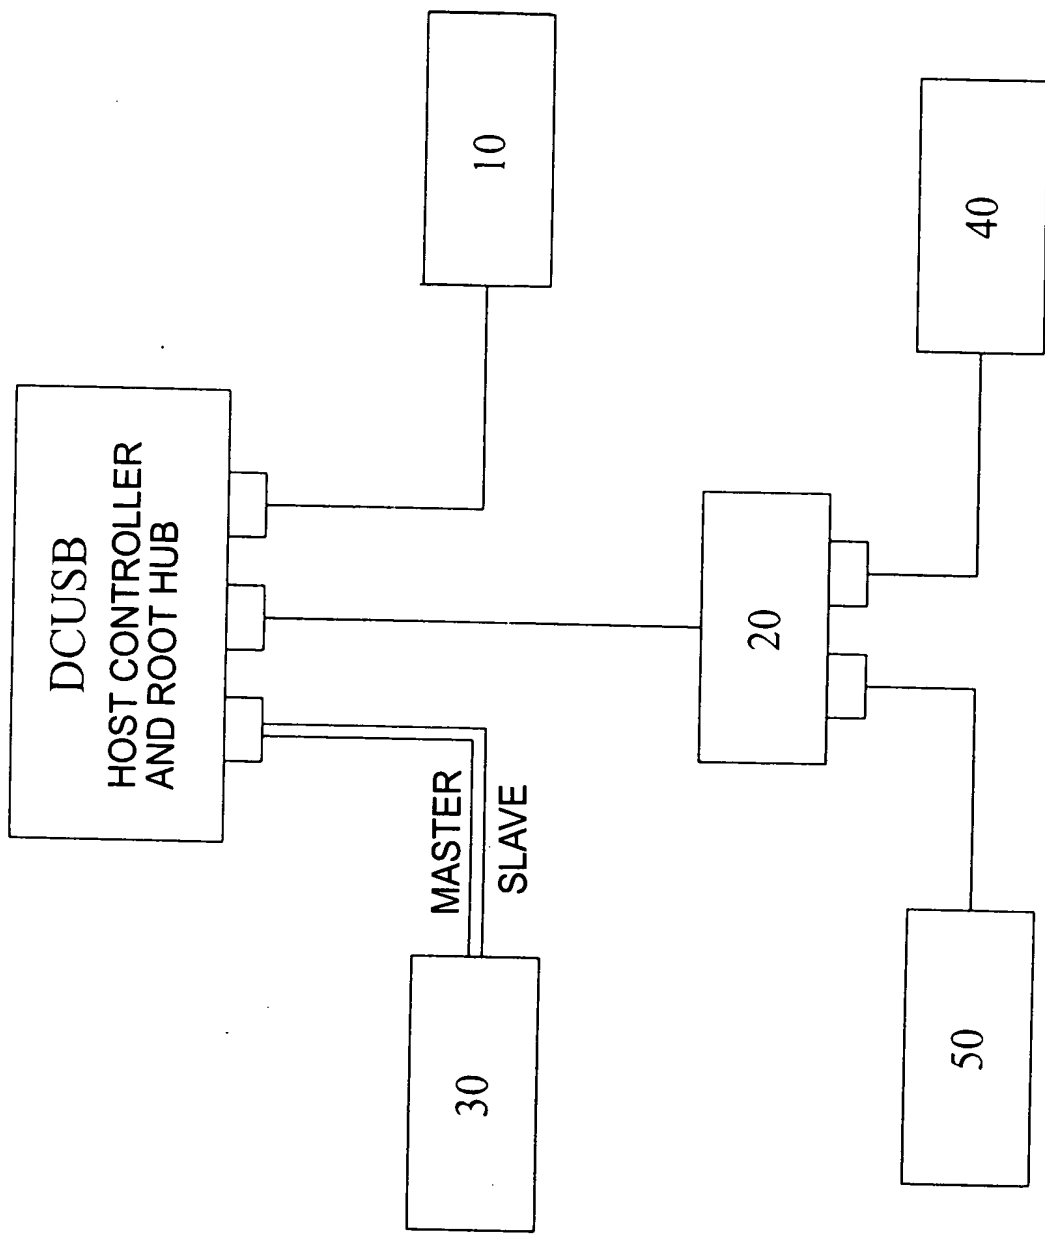 DCUSB
HOST CONTROLLER
AND ROOT HUB
MASTER
SLAVE
10
20
30
40
50